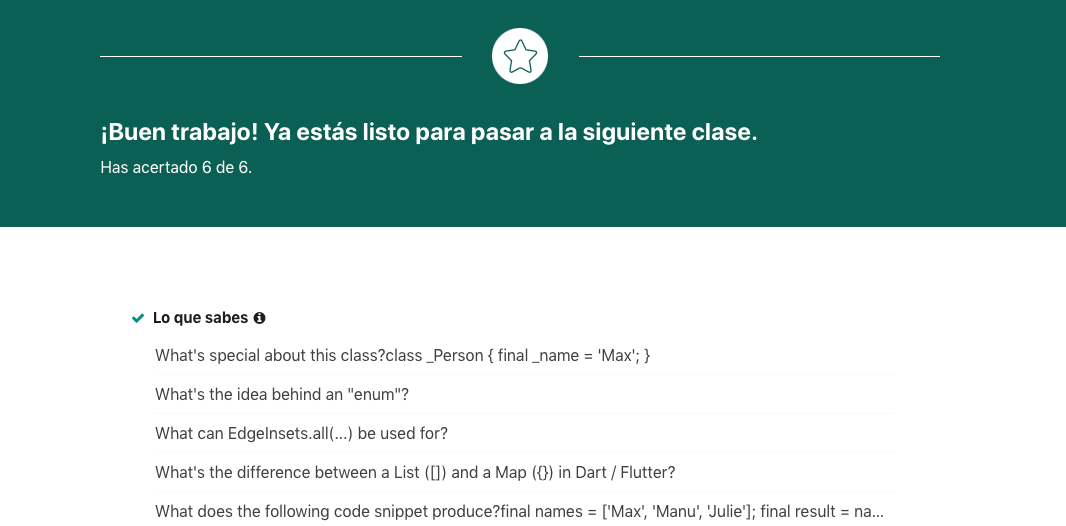 ¡Buen trabajo! Ya estás listo para pasar a la siguiente clase.
Has acertado 6 de 6.
Lo que sabes
What's special about this class?class _Person { final _name = 'Max'; }
What's the idea behind an "enum"?
What can EdgeInsets.all(...) be used for?
What's the difference between a List ([]) and a Map ({}) in Dart / Flutter?
What does the following code snippet produce?final names = ['Max', 'Manu', 'Julie']; final result = na...